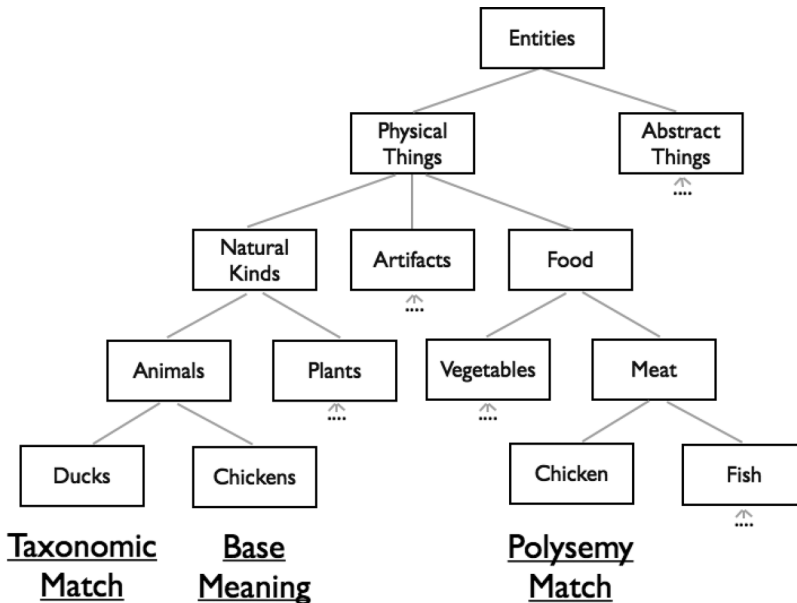 Entities
Physical
Things
Abstract
Things
....
Natural
Kinds
Artifacts
Food
....
Animals
Plants
Vegetables
Meat
....
....
Ducks
Chickens
Chicken
Fish
....
Taxonomic
Match
Base
Meaning
Polysemy
Match